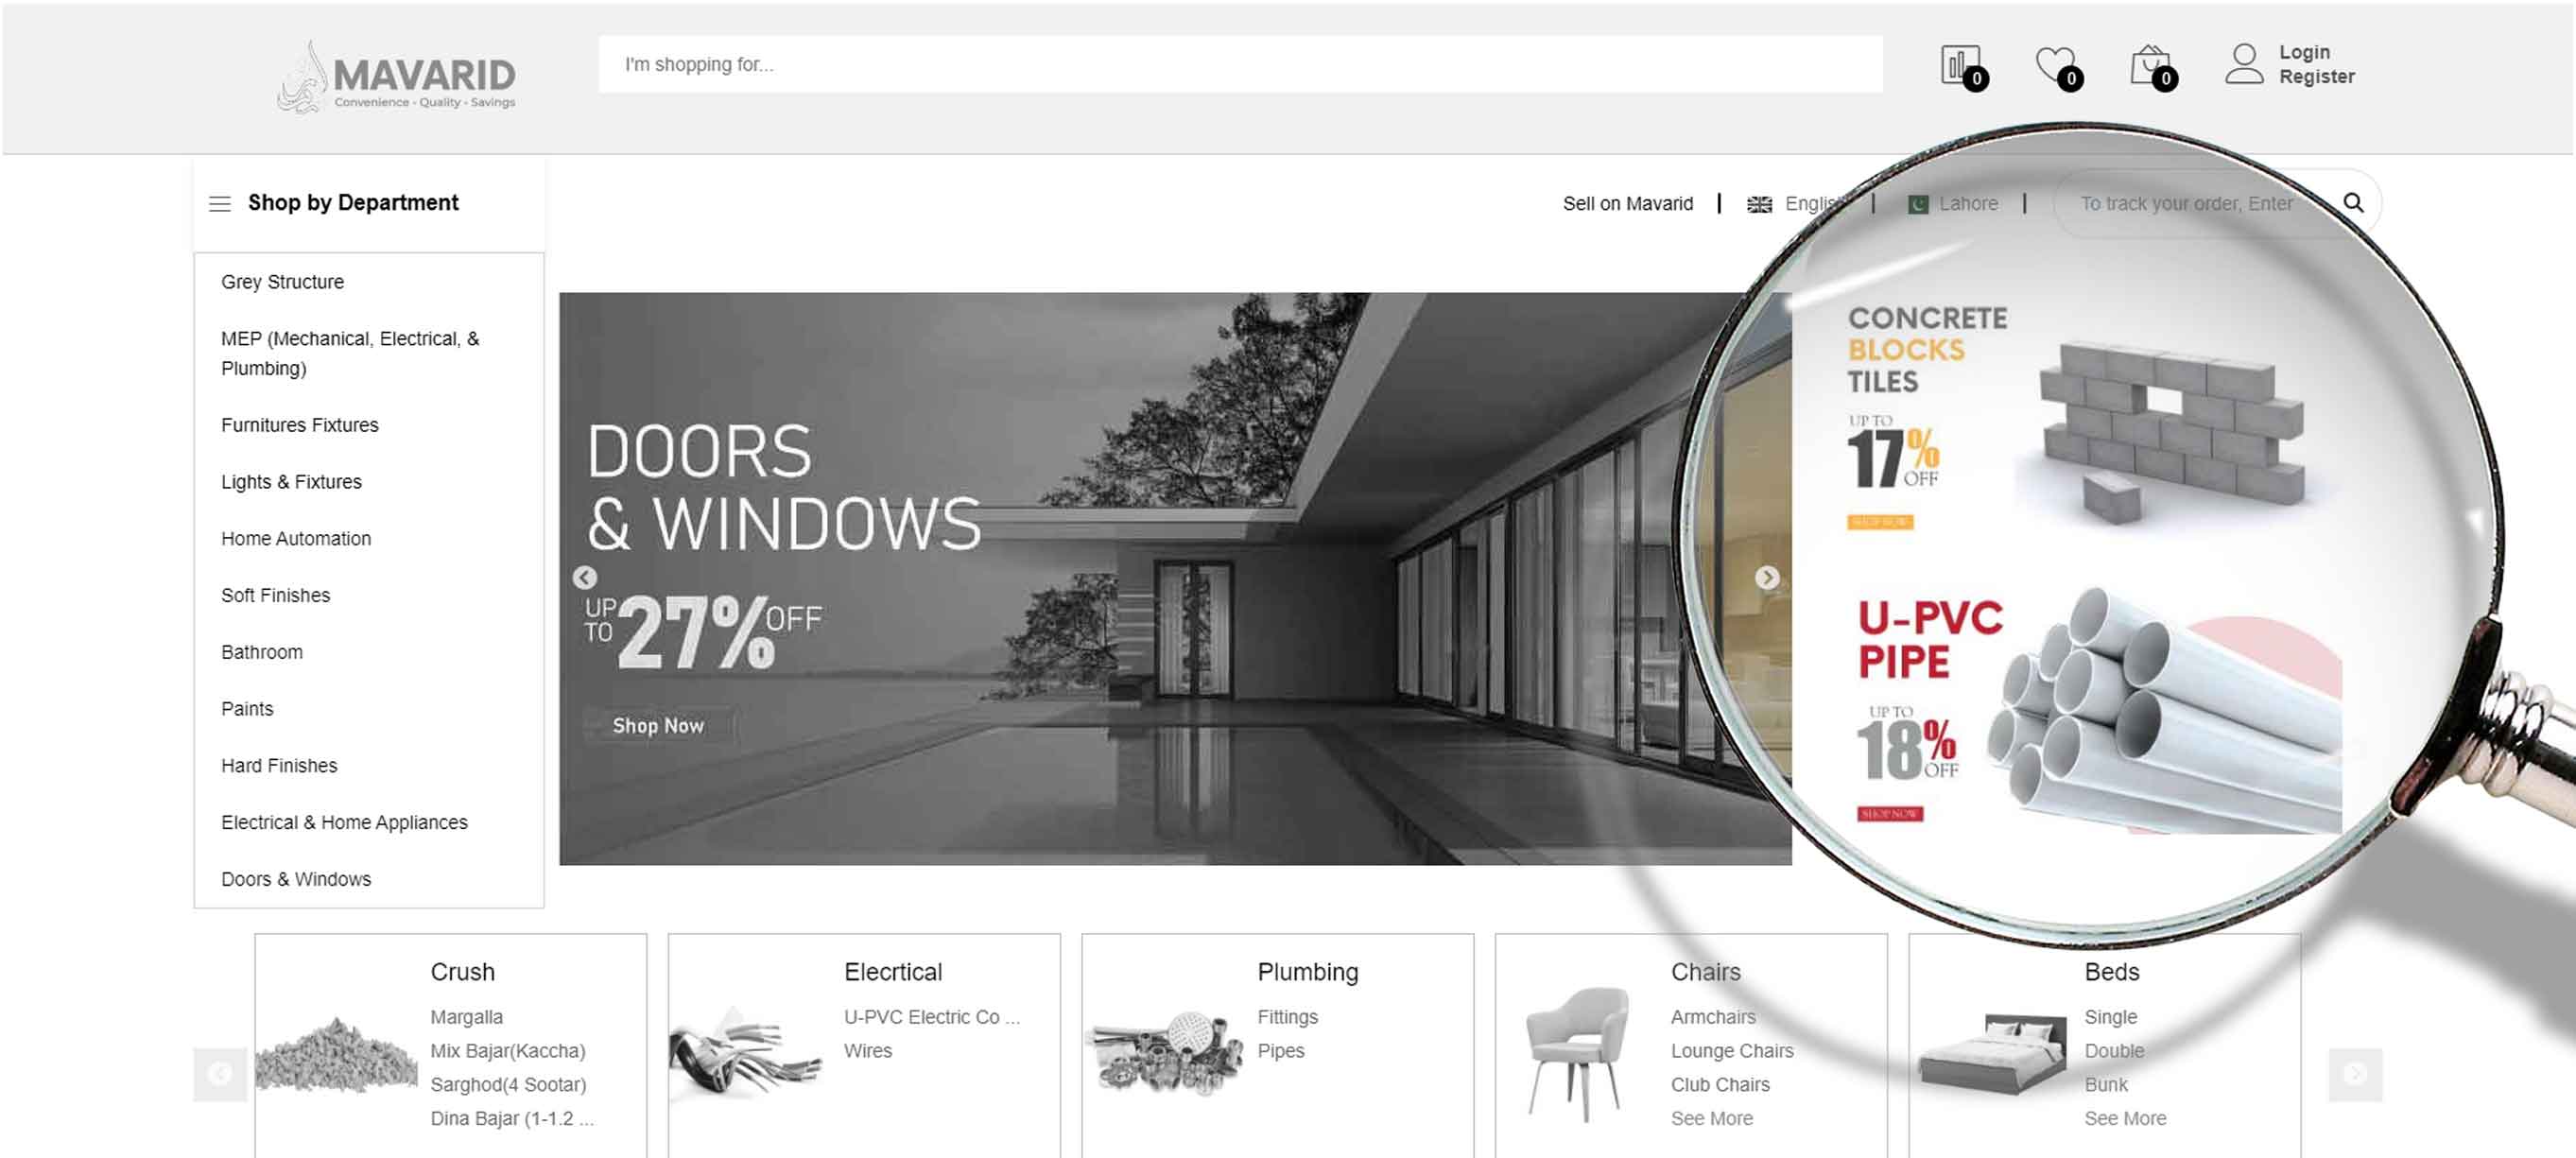 MAVARID
Convenience - Quality - Savings
I'm shopping for...
0
0
0
Login
Register
Shop by Department
Sell on Mavarid
English
Lahore
To track your order, Enter
Grey Structure
MEP (Mechanical, Electrical, &
Plumbing)
Furnitures Fixtures
Lights & Fixtures
Home Automation
Soft Finishes
Bathroom
Paints
Hard Finishes
Electrical & Home Appliances
Doors & Windows
DOORS
& WINDOWS
UP TO 27% OFF
Shop Now
CONCRETE
BLOCKS
TILES
UP TO
17% OFF
SHOP NOW
U-PVC
PIPE
UP TO
18% OFF
SHOP NOW
Crush
Margalla
Mix Bajar(Kaccha)
Sarghod(4 Sootar)
Dina Bajar (1-1.2 ...
Elecrtical
U-PVC Electric Co ...
Wires
Plumbing
Fittings
Pipes
Chairs
Armchairs
Lounge Chairs
Club Chairs
See More
Beds
Single
Double
Bunk
See More